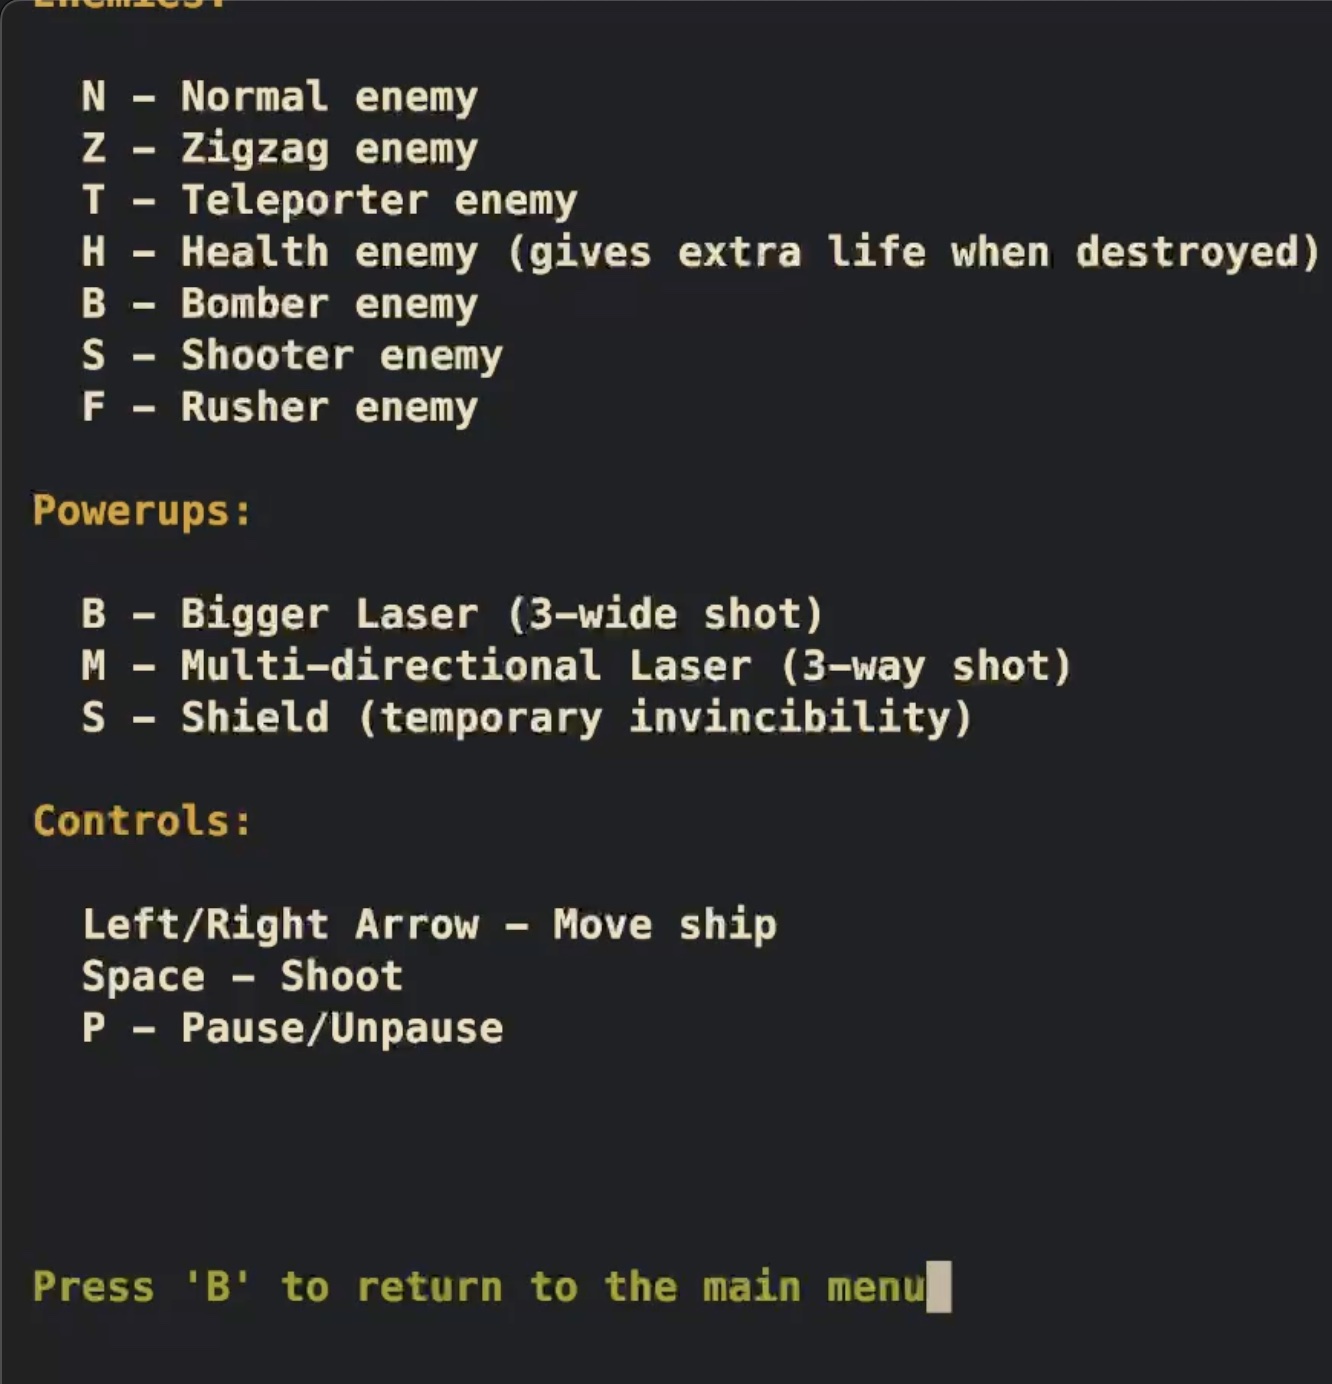 Enemies:
N – Normal enemy
Z – Zigzag enemy
T – Teleporter enemy
H – Health enemy (gives extra life when destroyed)
B – Bomber enemy
S – Shooter enemy
F – Rusher enemy
Powerups:
B – Bigger Laser (3–wide shot)
M – Multi–directional Laser (3–way shot)
S – Shield (temporary invincibility)
Controls:
Left/Right Arrow – Move ship
Space – Shoot
P – Pause/Unpause
Press 'B' to return to the main menu